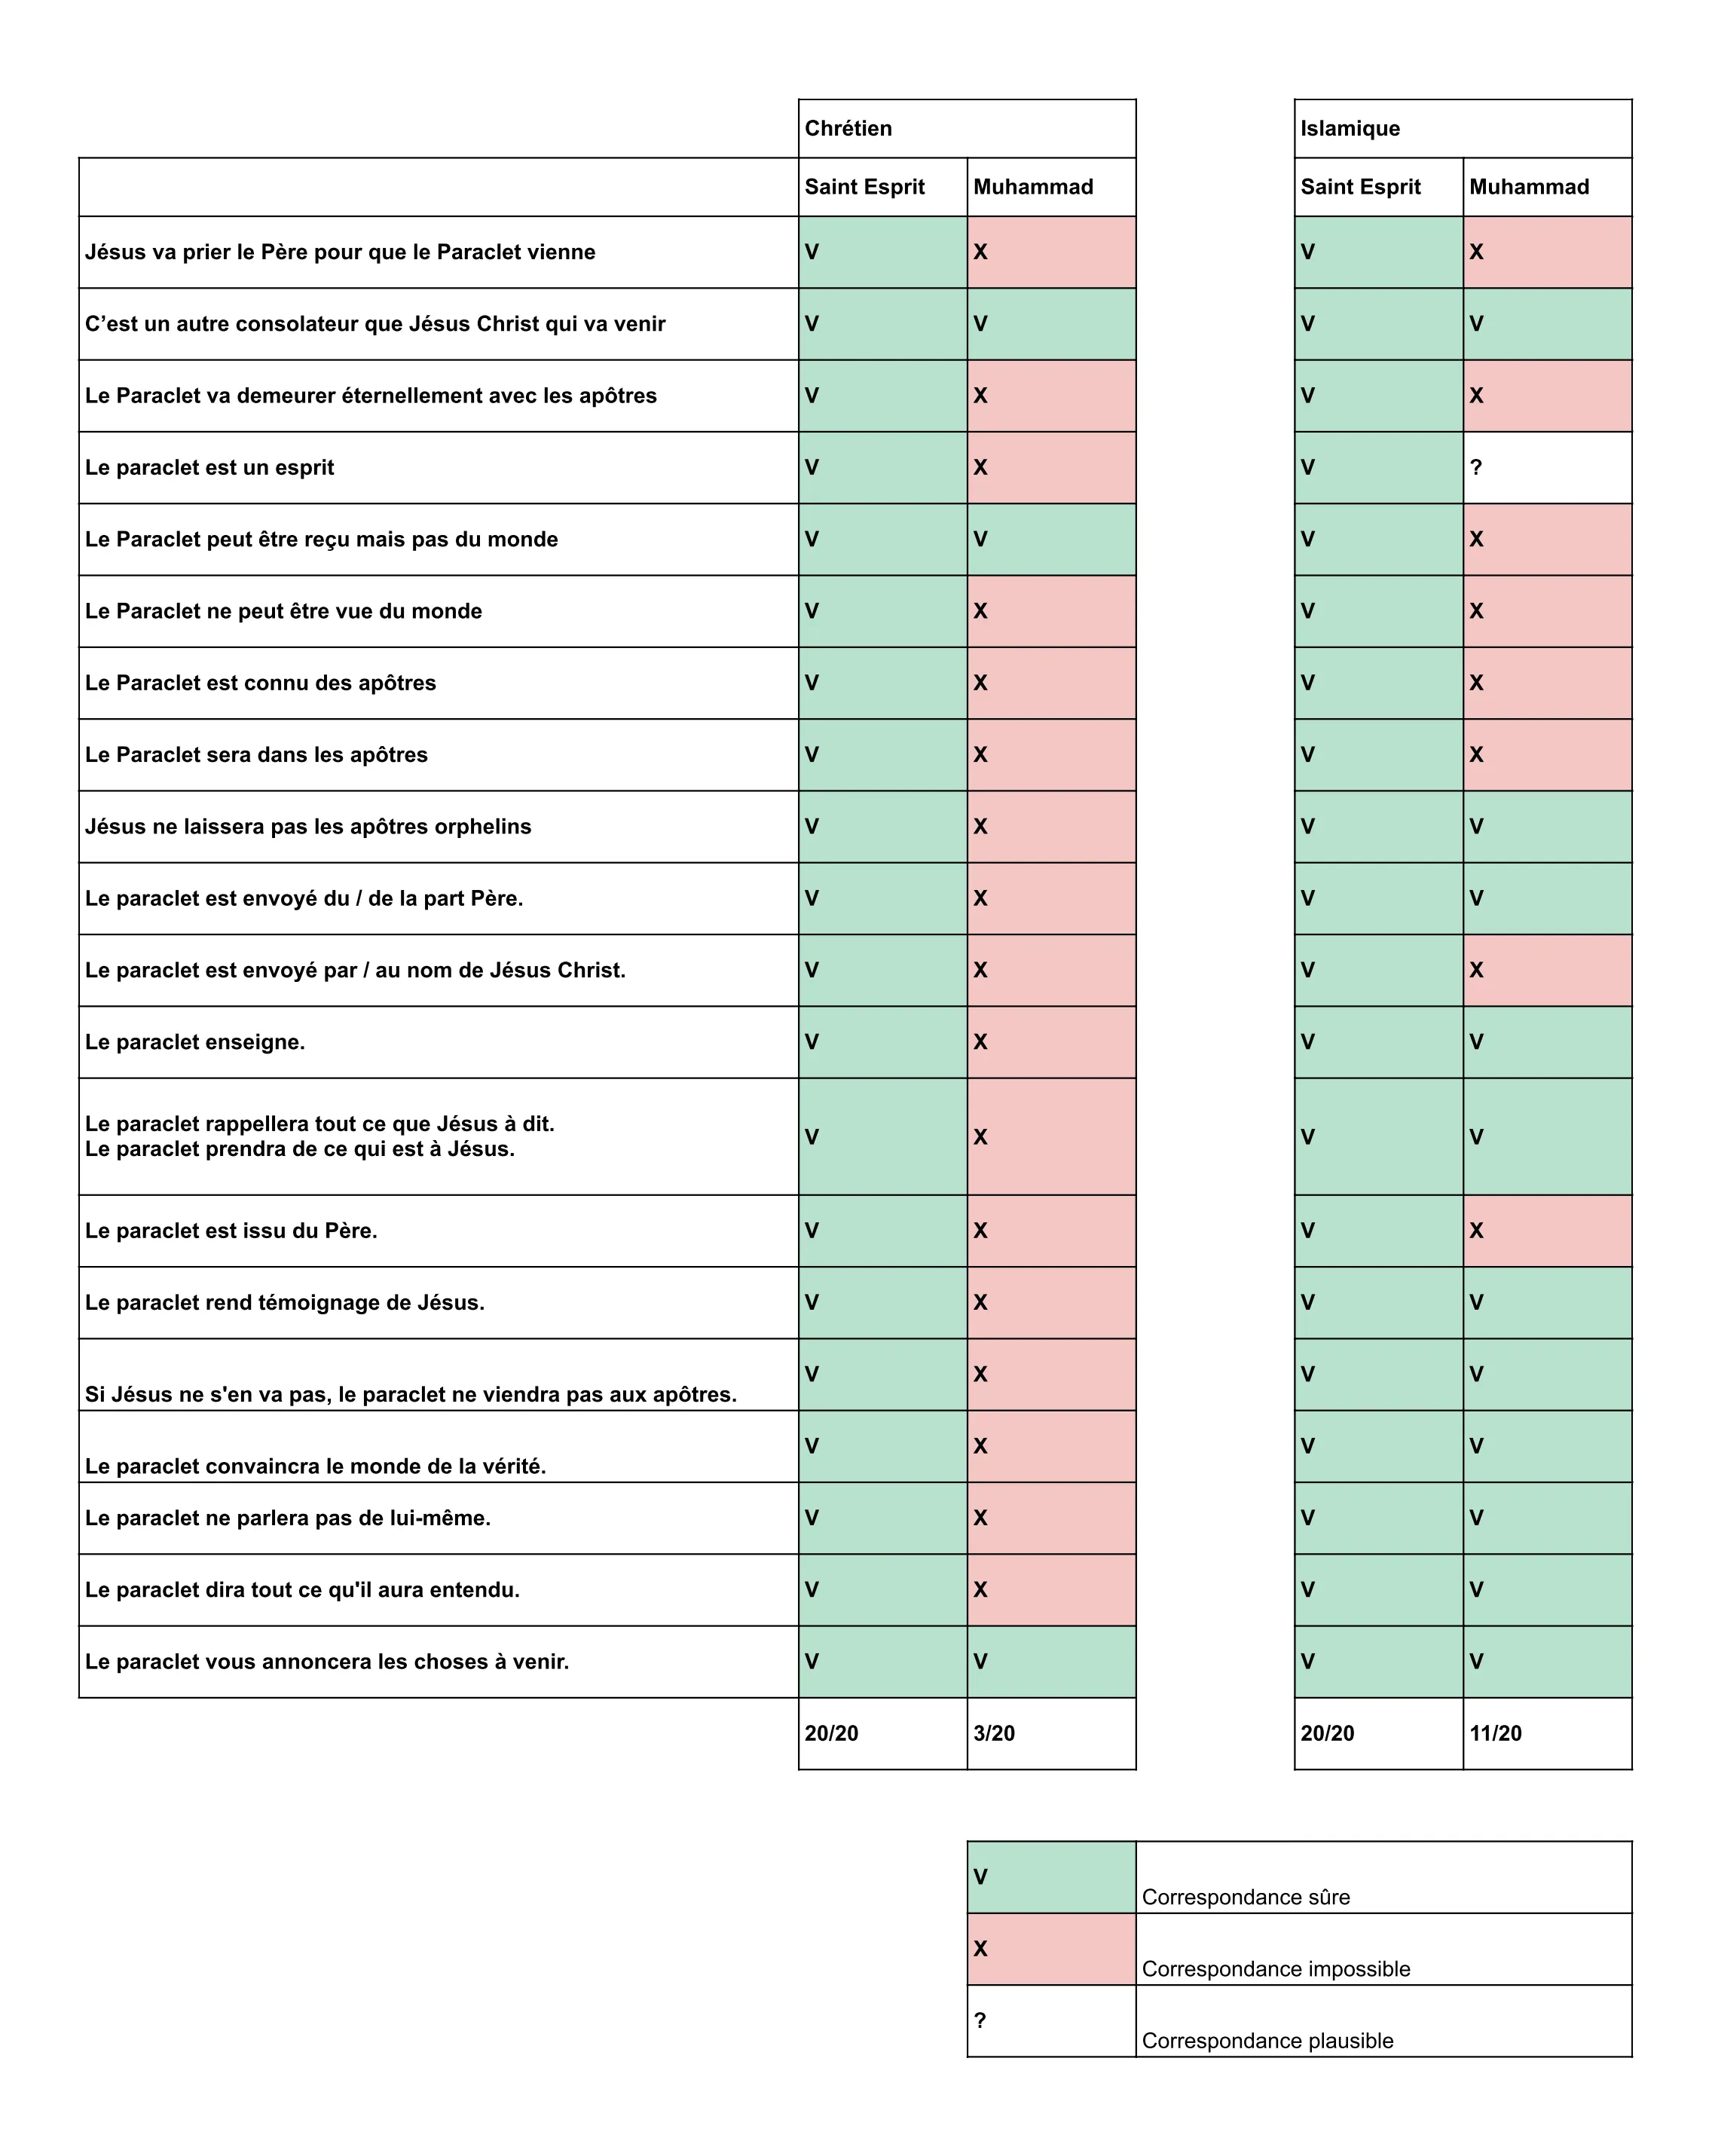 Chrétien Islamique
Saint Esprit Muhammad Saint Esprit Muhammad
Jésus va prier le Père pour que le Paraclet vienne V X V X
C’est un autre consolateur que Jésus Christ qui va venir V V V V
Le Paraclet va demeurer éternellement avec les apôtres V X V X
Le paraclet est un esprit V X V ?
Le Paraclet peut être reçu mais pas du monde V V V X
Le Paraclet ne peut être vue du monde V X V X
Le Paraclet est connu des apôtres V X V X
Le Paraclet sera dans les apôtres V X V X
Jésus ne laissera pas les apôtres orphelins V X V V
Le paraclet est envoyé du / de la part Père. V X V V
Le paraclet est envoyé par / au nom de Jésus Christ. V X V X
Le paraclet enseigne. V X V V
Le paraclet rappellera tout ce que Jésus à dit.
Le paraclet prendra de ce qui est à Jésus. V X V V
Le paraclet est issu du Père. V X V X
Le paraclet rend témoignage de Jésus. V X V V
Si Jésus ne s'en va pas, le paraclet ne viendra pas aux apôtres. V X V V
Le paraclet convaincra le monde de la vérité. V X V V
Le paraclet ne parlera pas de lui-même. V X V V
Le paraclet dira tout ce qu'il aura entendu. V X V V
Le paraclet vous annoncera les choses à venir. V V V V
20/20 3/20 20/20 11/20
V Correspondance sûre
X Correspondance impossible
? Correspondance plausible